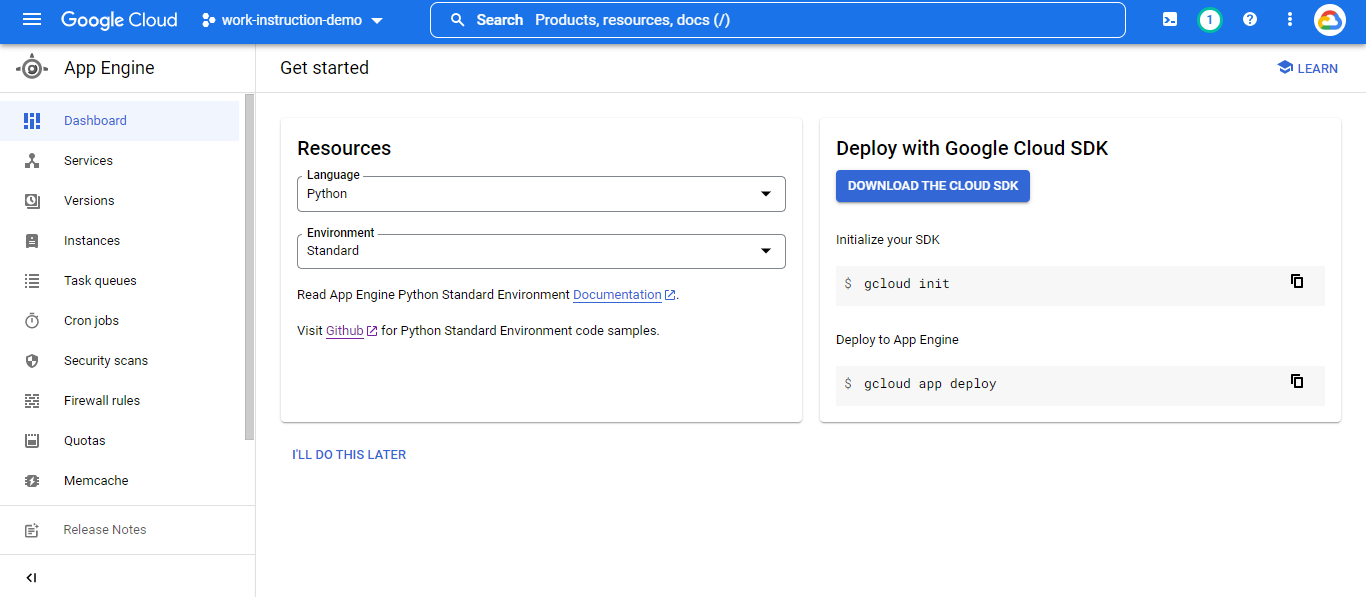 Google Cloud
work-instruction-demo
Search Products, resources, docs (/)
1
App Engine
Get started
LEARN
Dashboard
Services
Versions
Instances
Task queues
Cron jobs
Security scans
Firewall rules
Quotas
Memcache
Release Notes
Resources
Language
Python
Environment
Standard
Read App Engine Python Standard Environment Documentation.
Visit Github for Python Standard Environment code samples.
Deploy with Google Cloud SDK
DOWNLOAD THE CLOUD SDK
Initialize your SDK
$ gcloud init
Deploy to App Engine
$ gcloud app deploy
I'LL DO THIS LATER